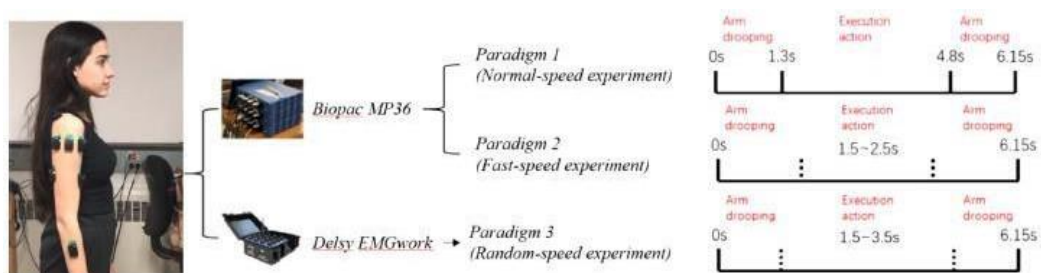 Arm drooping
Execution action
Arm drooping
0s 1.3s 4.8s 6.15s
Paradigm 1
(Normal-speed experiment)
Biopac MP36
Arm drooping
Execution action
Arm drooping
0s 1.5~2.5s 6.15s
Paradigm 2
(Fast-speed experiment)
Arm drooping
Execution action
Arm drooping
0s 1.5~3.5s 6.15s
Delsy EMGwork
Paradigm 3
(Random-speed experiment)